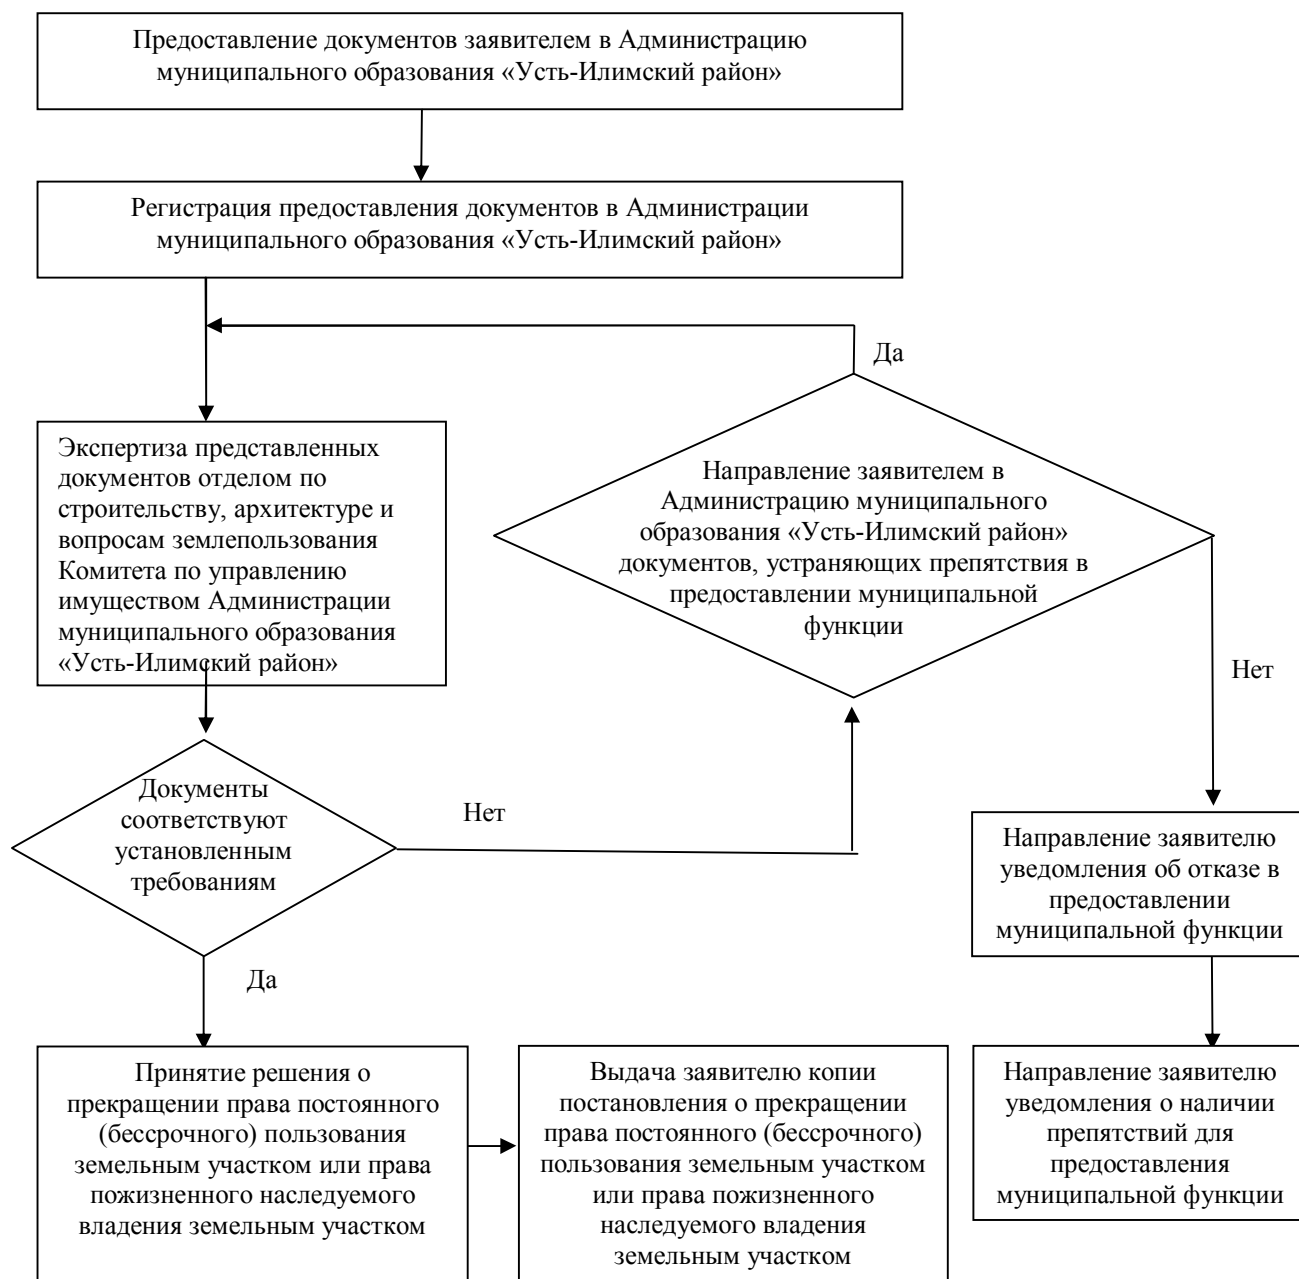 Предоставление документов заявителем в Администрацию
муниципального образования «Усть-Илимский район»
Регистрация предоставления документов в Администрации
муниципального образования «Усть-Илимский район»
Да
Экспертиза представленных
документов отделом по
строительству, архитектуре и
вопросам землепользования
Комитета по управлению
имуществом Администрации
муниципального образования
«Усть-Илимский район»
Направление заявителем в
Администрацию муниципального
образования «Усть-Илимский район»
документов, устраняющих препятствия в
предоставлении муниципальной
функции
Нет
Документы
соответствуют
установленным
требованиям
Нет
Направление заявителю
уведомления об отказе в
предоставлении
муниципальной функции
Да
Принятие решения о
прекращении права постоянного
(бессрочного) пользования
земельным участком или права
пожизненного наследуемого
владения земельным участком
Выдача заявителю копии
постановления о прекращении
права постоянного (бессрочного)
пользования земельным участком
или права пожизненного
наследуемого владения
земельным участком
Направление заявителю
уведомления о наличии
препятствий для
предоставления
муниципальной функции